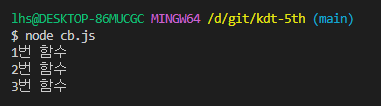 lhs@DESKTOP-86MUCGC MINGW64 /d/git/kdt-5th (main)
$ node cb.js
1번 함수
2번 함수
3번 함수